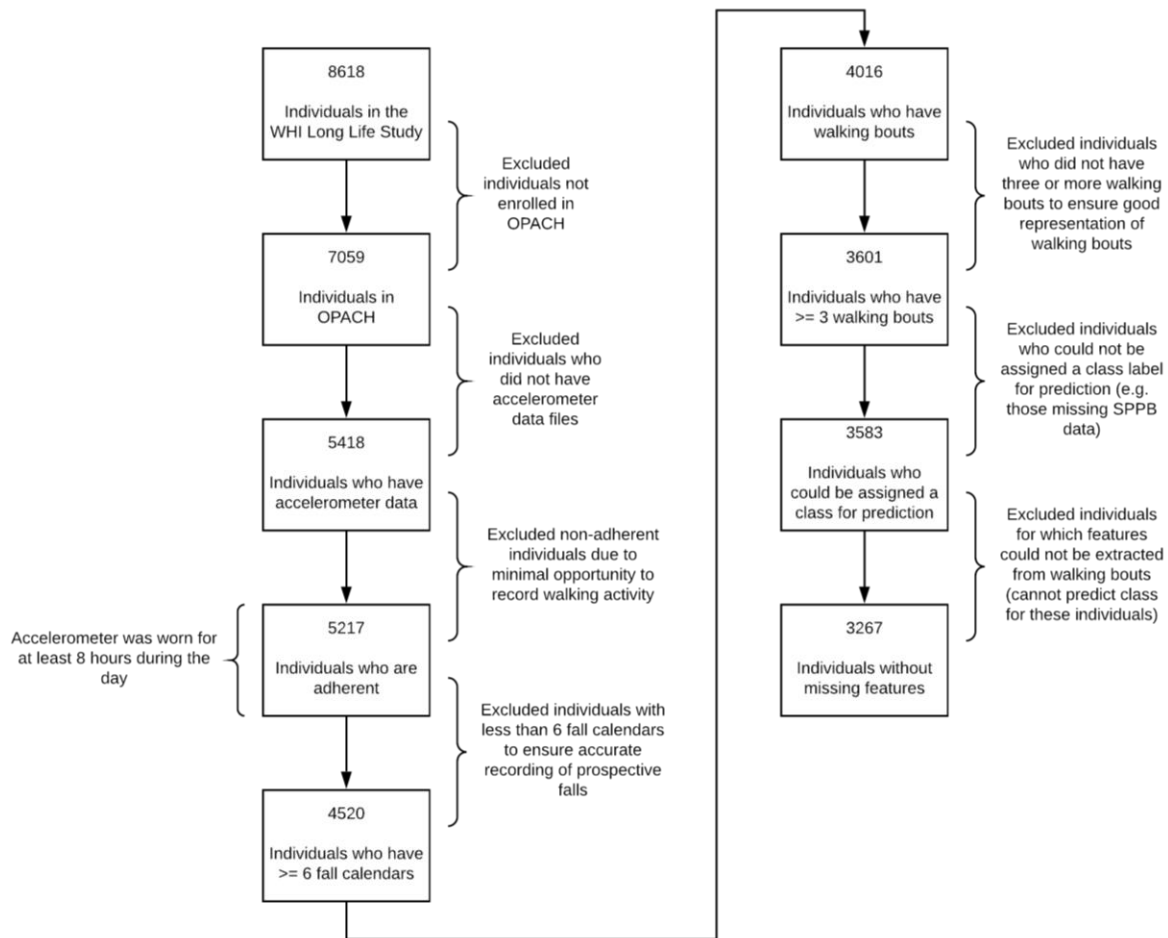 8618
Individuals in the
WHI Long Life Study
Excluded
individuals not
enrolled in
OPACH
7059
Individuals in
OPACH
Excluded
individuals who
did not have
accelerometer
data files
5418
Individuals who have
accelerometer data
Excluded non-adherent
individuals due to
minimal opportunity to
record walking activity
Accelerometer was worn for
at least 8 hours during the
day
5217
Individuals who are
adherent
Excluded individuals with
less than 6 fall calendars
to ensure accurate
recording of prospective
falls
4520
Individuals who have
>= 6 fall calendars
4016
Individuals who have
walking bouts
Excluded individuals
who did not have
three or more walking
bouts to ensure good
representation of
walking bouts
3601
Individuals who have
>= 3 walking bouts
Excluded individuals
who could not be
assigned a class label
for prediction (e.g.
those missing SPPB
data)
3583
Individuals who
could be assigned a
class for prediction
Excluded individuals
for which features
could not be extracted
from walking bouts
(cannot predict class
for these individuals)
3267
Individuals without
missing features